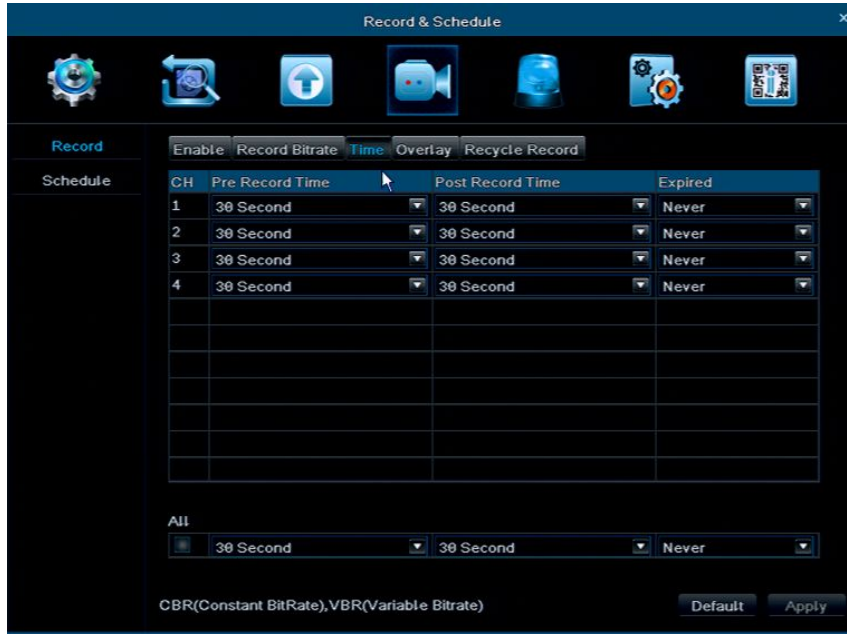 Record & Schedule
×
Record
Schedule
Enable Record Bitrate Time Overlay Recycle Record
CH Pre Record Time Post Record Time Expired
1 30 Second 30 Second Never
2 30 Second 30 Second Never
3 30 Second 30 Second Never
4 30 Second 30 Second Never
All
30 Second 30 Second Never
CBR(Constant BitRate),VBR(Variable Bitrate)
Default Apply